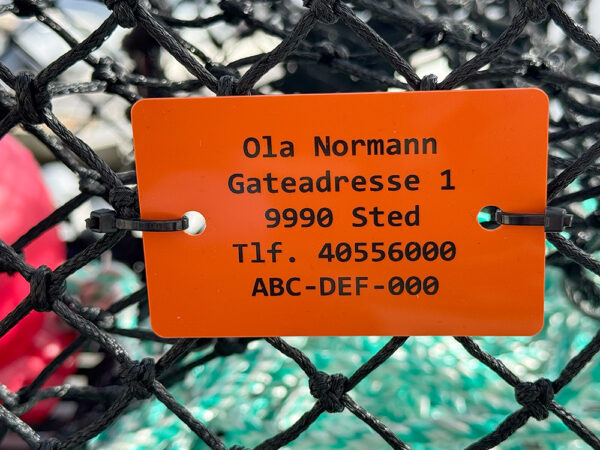 Ola Normann
Gateadresse 1
9990 Sted
Tlf. 40556000
ABC-DEF-000